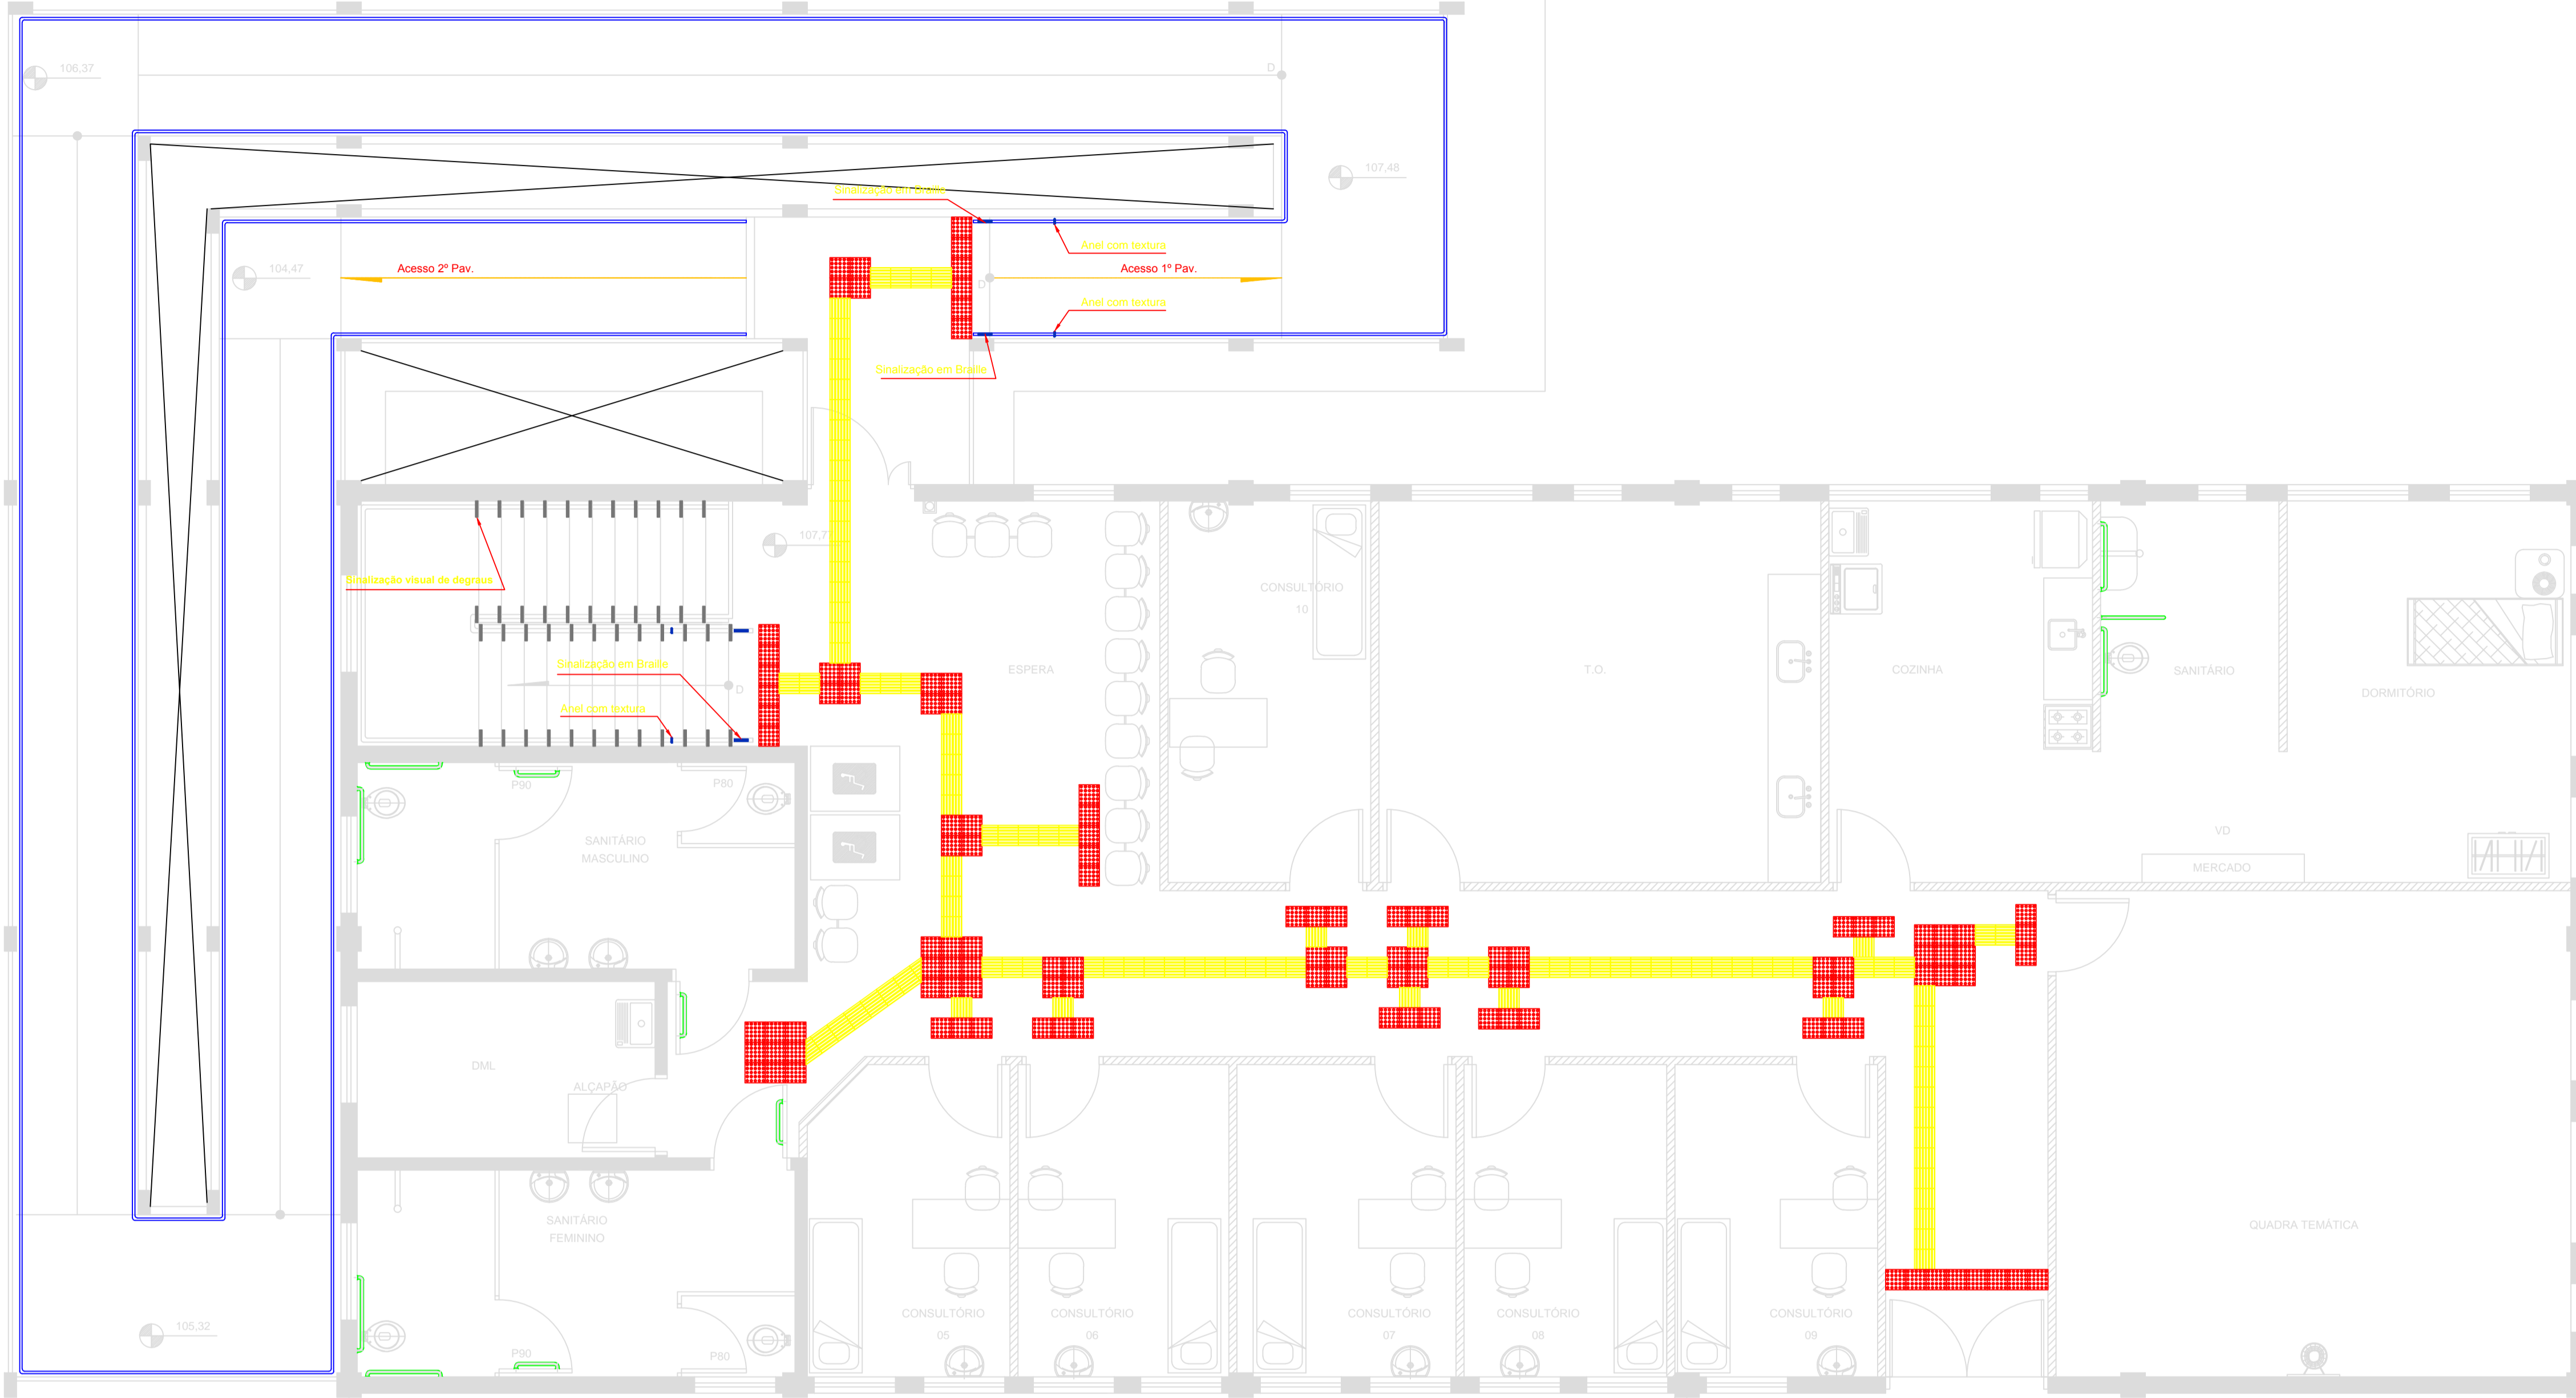 106,37
D
107,48
Sinalização em Braille
Anel com textura
104,47
Acesso 2º Pav.
Acesso 1º Pav.
D
Anel com textura
Sinalização em Braille
107,7
Sinalização visual de degraus
CONSULTÓRIO
10
Sinalização em Braille
ESPERA
T.O.
COZINHA
SANITÁRIO
DORMITÓRIO
D
Anel com textura
P90
P80
SANITÁRIO
MASCULINO
VD
MERCADO
DML
ALÇAPÃO
SANITÁRIO
FEMININO
QUADRA TEMÁTICA
CONSULTÓRIO
05
CONSULTÓRIO
06
CONSULTÓRIO
07
CONSULTÓRIO
08
CONSULTÓRIO
09
105,32
P90
P80